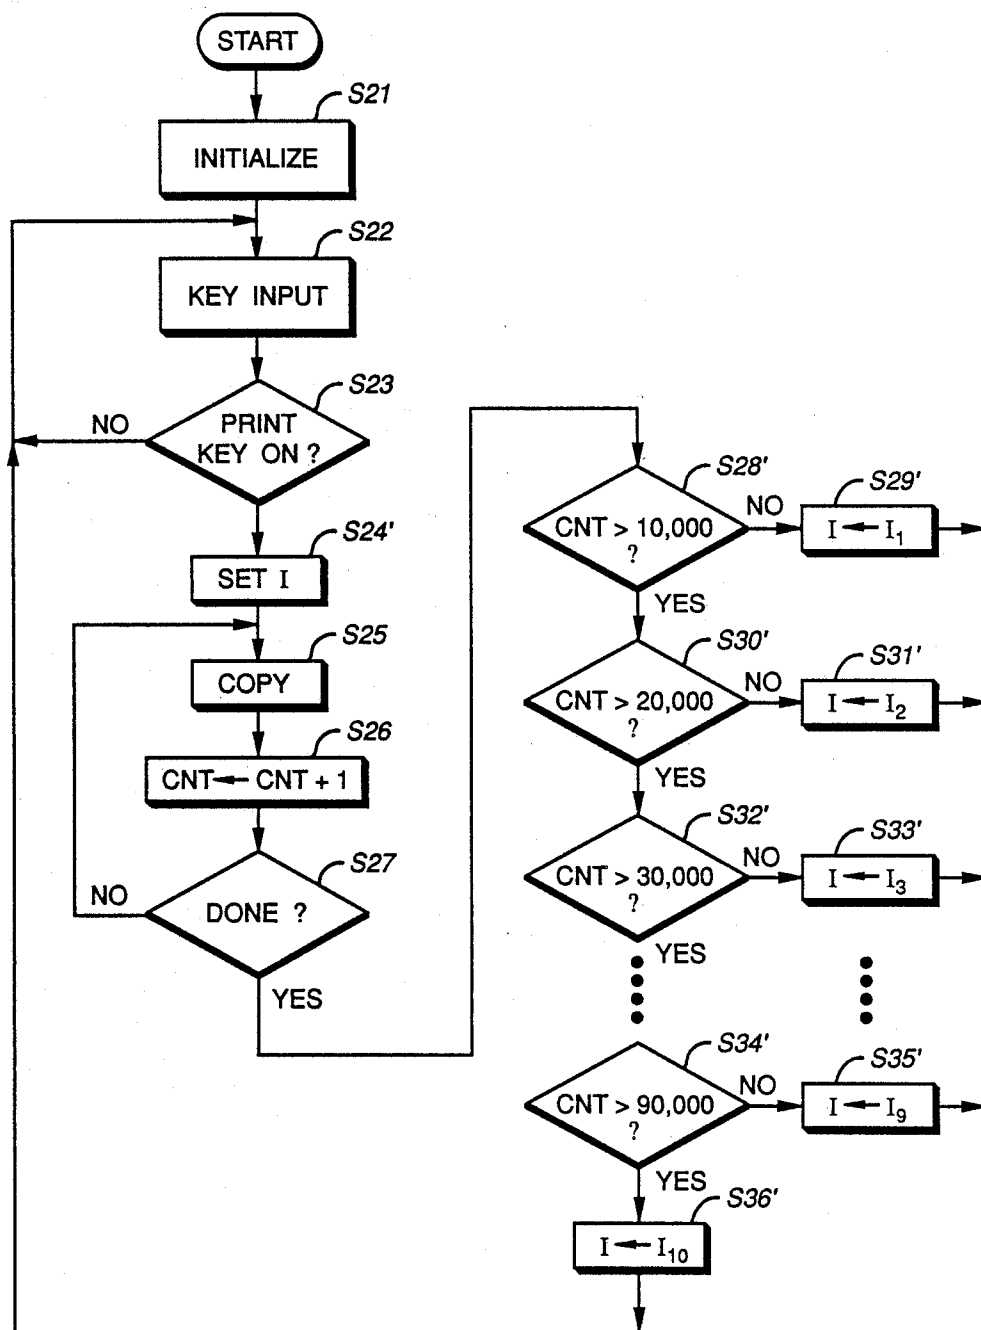 START
S21
INITIALIZE
S22
KEY INPUT
S23
PRINT
KEY ON ?
NO
S24'
SET I
S25
COPY
S26
CNT ← CNT + 1
S27
DONE ?
NO
YES
S28'
CNT > 10,000
?
NO
YES
S29'
I ← I₁
S30'
CNT > 20,000
?
NO
YES
S31'
I ← I₂
S32'
CNT > 30,000
?
NO
YES
S33'
I ← I₃
S34'
CNT > 90,000
?
NO
YES
S35'
I ← I₉
S36'
I ← I₁₀